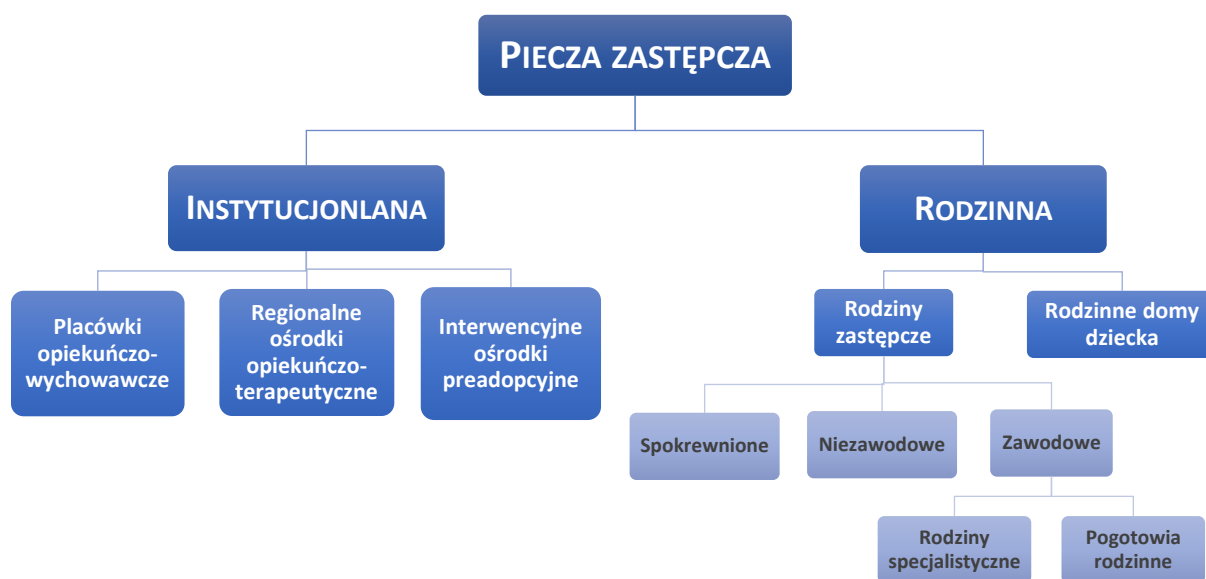 PIECZA ZASTĘPCZA
INSTYTUCJONLANA
RODZINNA
Placówki
opiekuńczo-
wychowawcze
Regionalne
ośrodki
opiekuńczo-
terapeutyczne
Interwencyjne
ośrodki
preadopcyjne
Rodziny
zastępcze
Rodzinne domy
dziecka
Spokrewnione
Niezawodowe
Zawodowe
Rodziny
specjalistyczne
Pogotowia
rodzinne